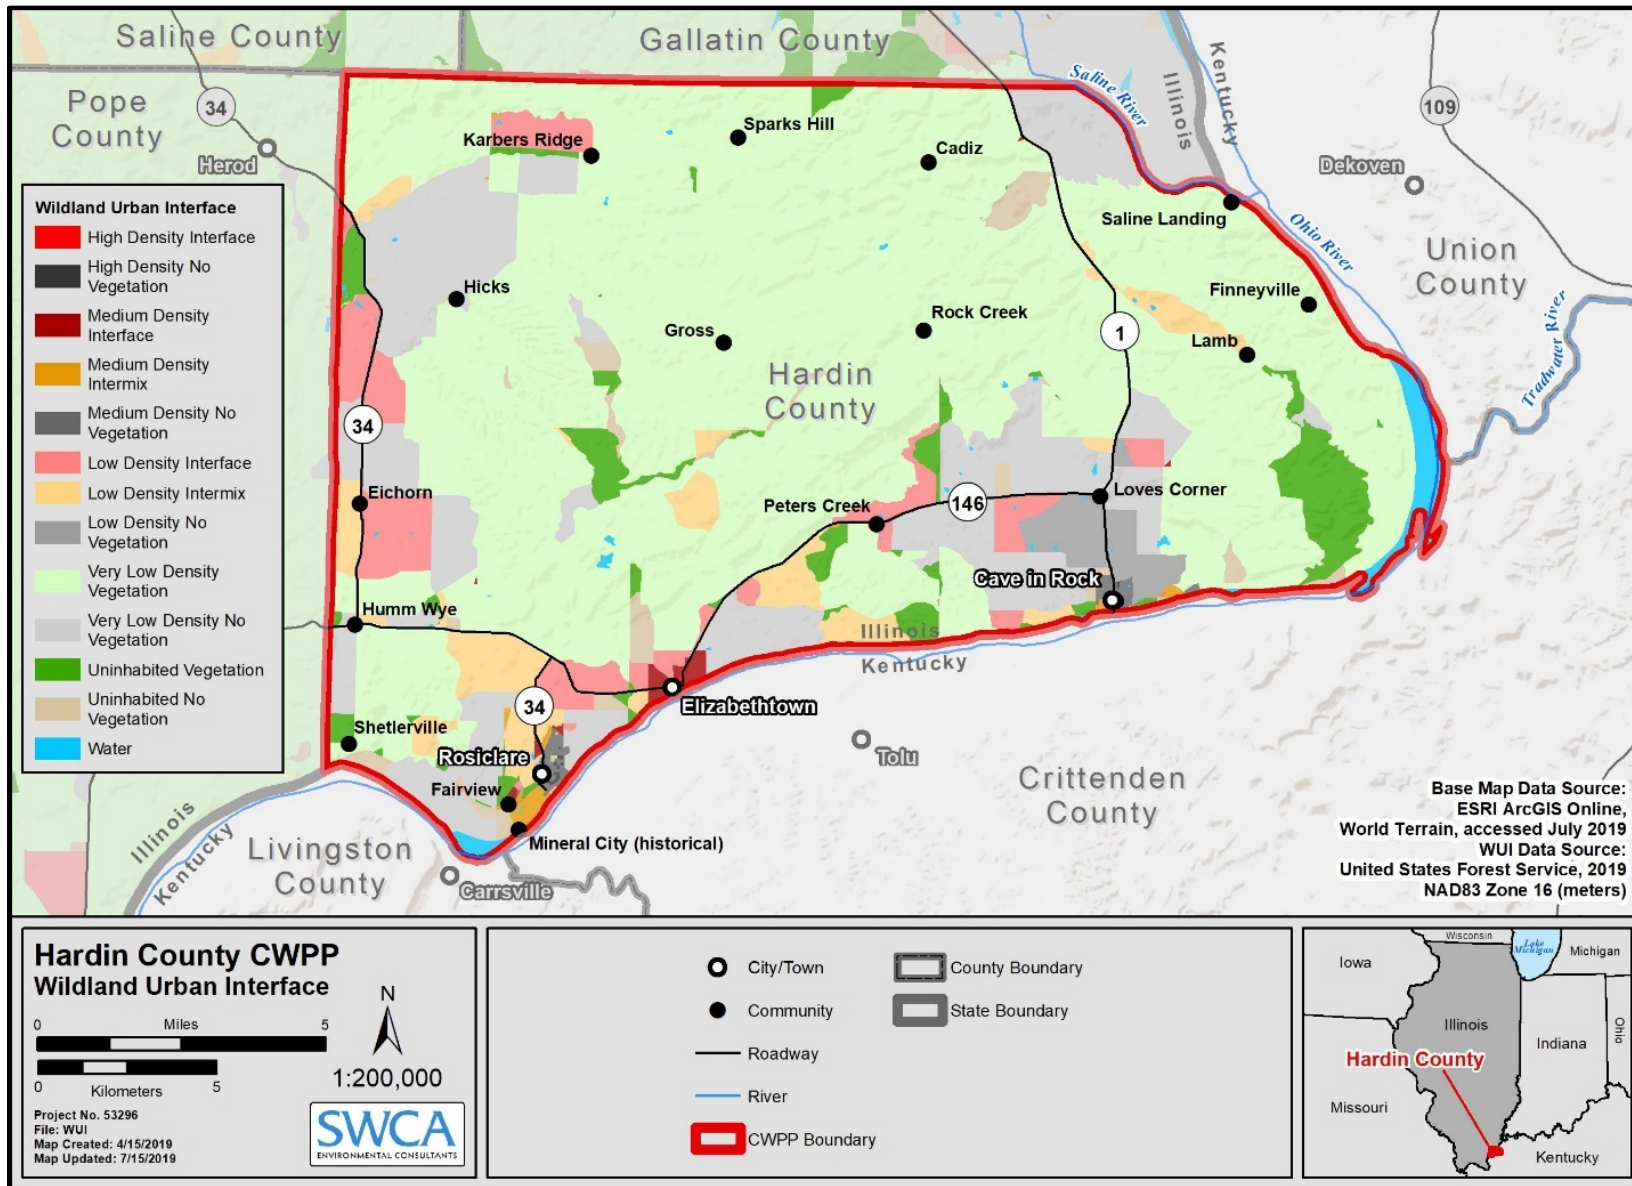 Saline County
Gallatin County
Pope
County
34
Herod
Saline River
Illinois
Kentucky
109
Dekoven
Karbers Ridge
Sparks Hill
Cadiz
Saline Landing
Ohio River
Union
County
Wildland Urban Interface
High Density Interface
High Density No
Vegetation
Medium Density
Interface
Medium Density
Intermix
Medium Density No
Vegetation
Low Density Interface
Low Density Intermix
Low Density No
Vegetation
Very Low Density
Vegetation
Very Low Density No
Vegetation
Uninhabited Vegetation
Uninhabited No
Vegetation
Water
Hicks
Gross
Rock Creek
1
Finneyville
Lamb
Tradwater River
Hardin
County
34
Eichorn
Peters Creek
146
Loves Corner
Cave in Rock
Humm Wye
Illinois
Kentucky
34
Elizabethtown
Shetlerville
Rosiclare
Fairview
Mineral City (historical)
Tolu
Crittenden
County
Illinois
Kentucky
Livingston
County
Carrsville
Base Map Data Source:
ESRI ArcGIS Online,
World Terrain, accessed July 2019
WUI Data Source:
United States Forest Service, 2019
NAD83 Zone 16 (meters)
Hardin County CWPP
Wildland Urban Interface
N
0 Miles 5
0 Kilometers 5
1:200,000
Project No. 53296
File: WUI
Map Created: 4/15/2019
Map Updated: 7/15/2019
SWCA
ENVIRONMENTAL CONSULTANTS
City/Town
Community
Roadway
River
CWPP Boundary
County Boundary
State Boundary
Wisconsin
Lake
Michigan
Michigan
Iowa
Illinois
Indiana
Ohio
Hardin County
Missouri
Kentucky